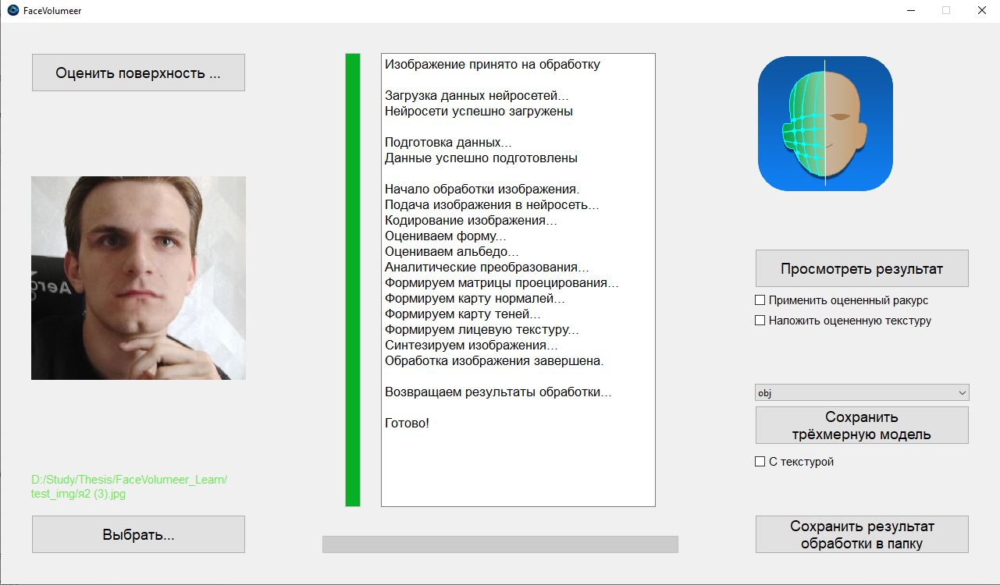 FaceVolumeer
Оценить поверхность ...
Aero
D:/Study/Thesis/FaceVolumeer_Learn/
test_img/я2 (3).jpg
Выбрать...
Изображение принято на обработку
Загрузка данных нейросетей...
Нейросети успешно загружены
Подготовка данных...
Данные успешно подготовлены
Начало обработки изображения.
Подача изображения в нейросеть...
Кодирование изображения...
Оцениваем форму...
Оцениваем альбедо...
Аналитические преобразования...
Формируем матрицы проецирования...
Формируем карту нормалей...
Формируем карту теней...
Формируем лицевую текстуру...
Синтезируем изображения...
Обработка изображения завершена.
Возвращаем результаты обработки...
Готово!
Просмотреть результат
Применить оцененный ракурс
Наложить оцененную текстуру
obj
Сохранить
трёхмерную модель
С текстурой
Сохранить результат
обработки в папку